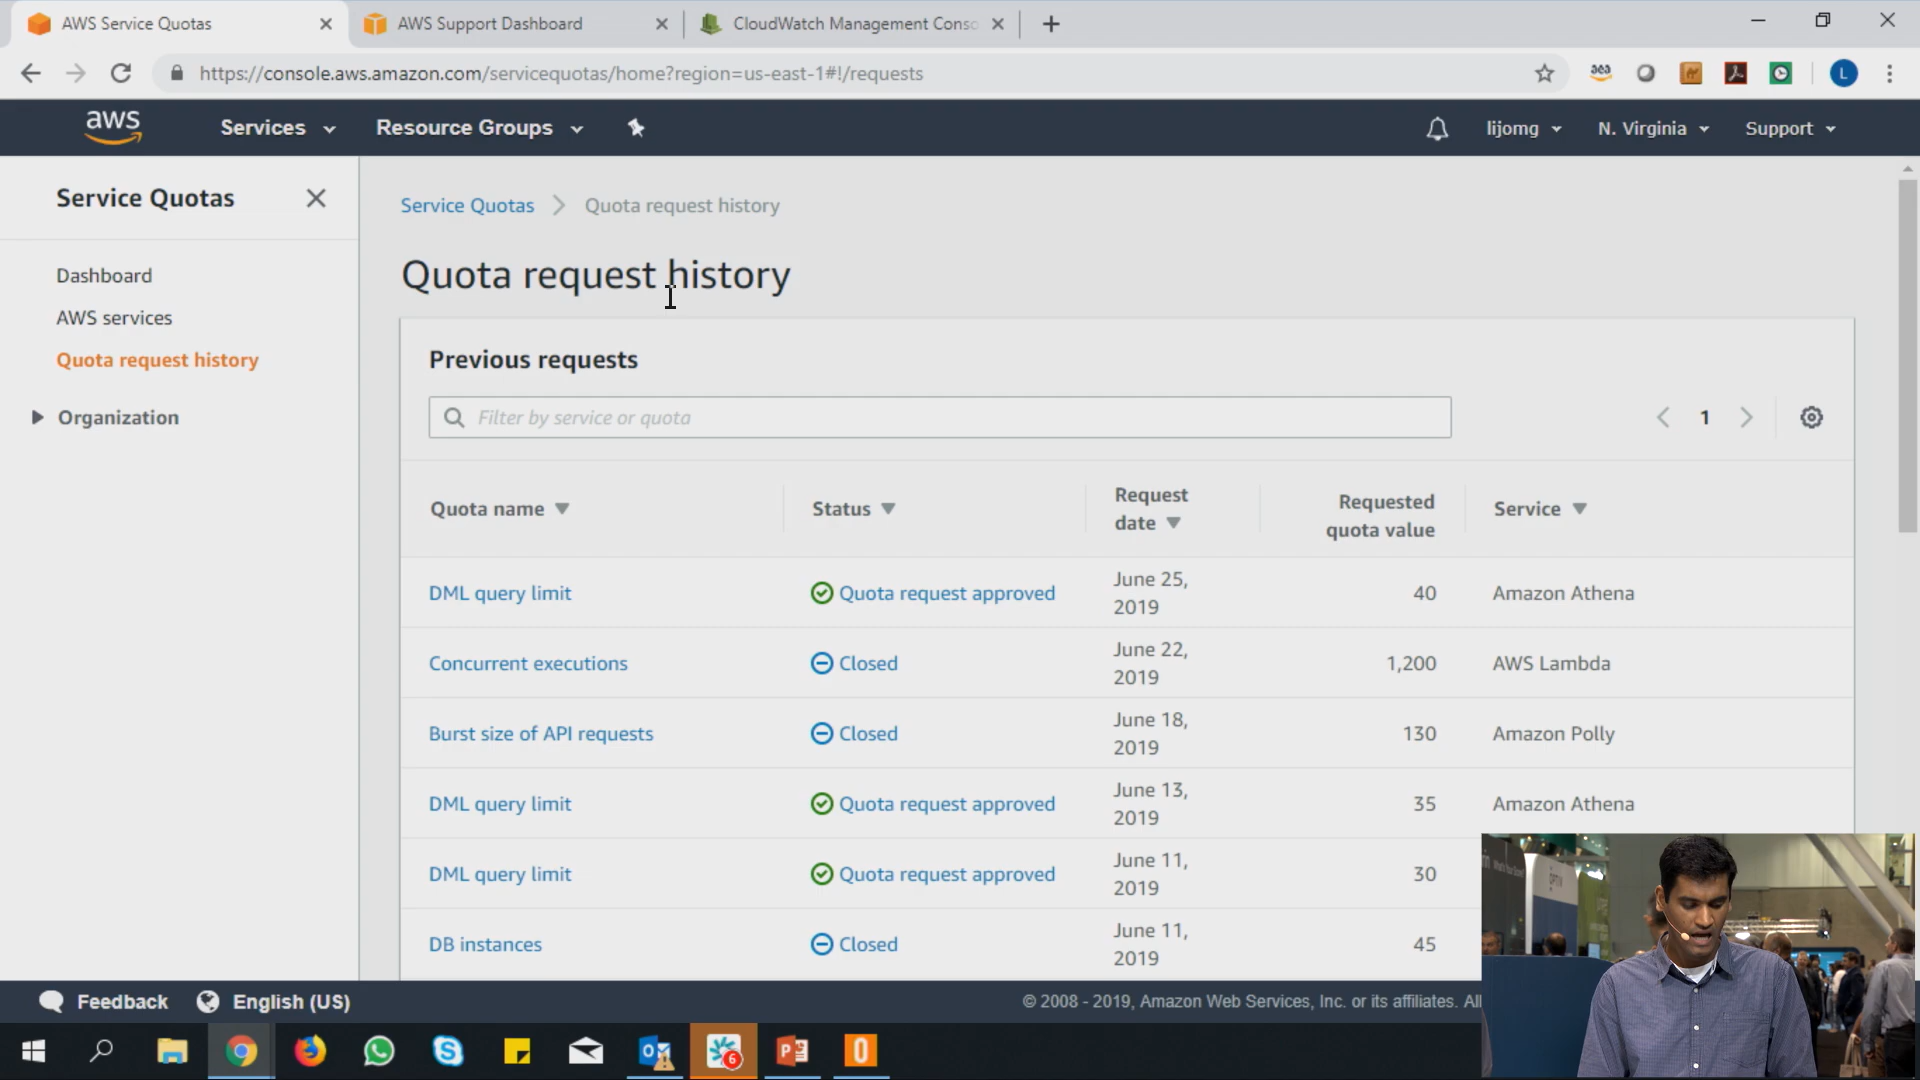 AWS Service Quotas
AWS Support Dashboard
CloudWatch Management Conso
https://console.aws.amazon.com/servicequotas/home?region=us-east-1#!/requests
L
aws
Services
Resource Groups
lijomg
N. Virginia
Support
Service Quotas
Dashboard
AWS services
Quota request history
Organization
Service Quotas > Quota request history
Quota request history
Previous requests
Filter by service or quota
1
Quota name Status Request date Requested quota value Service
DML query limit Quota request approved June 25, 2019 40 Amazon Athena
Concurrent executions Closed June 22, 2019 1,200 AWS Lambda
Burst size of API requests Closed June 18, 2019 130 Amazon Polly
DML query limit Quota request approved June 13, 2019 35 Amazon Athena
DML query limit Quota request approved June 11, 2019 30
DB instances Closed June 11, 2019 45
Feedback
English (US)
© 2008 - 2019, Amazon Web Services, Inc. or its affiliates. All
6